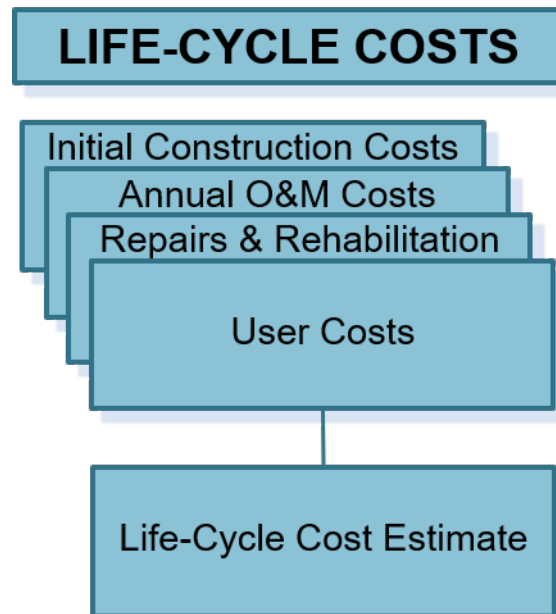 LIFE-CYCLE COSTS
Initial Construction Costs
Annual O&M Costs
Repairs & Rehabilitation
User Costs
Life-Cycle Cost Estimate